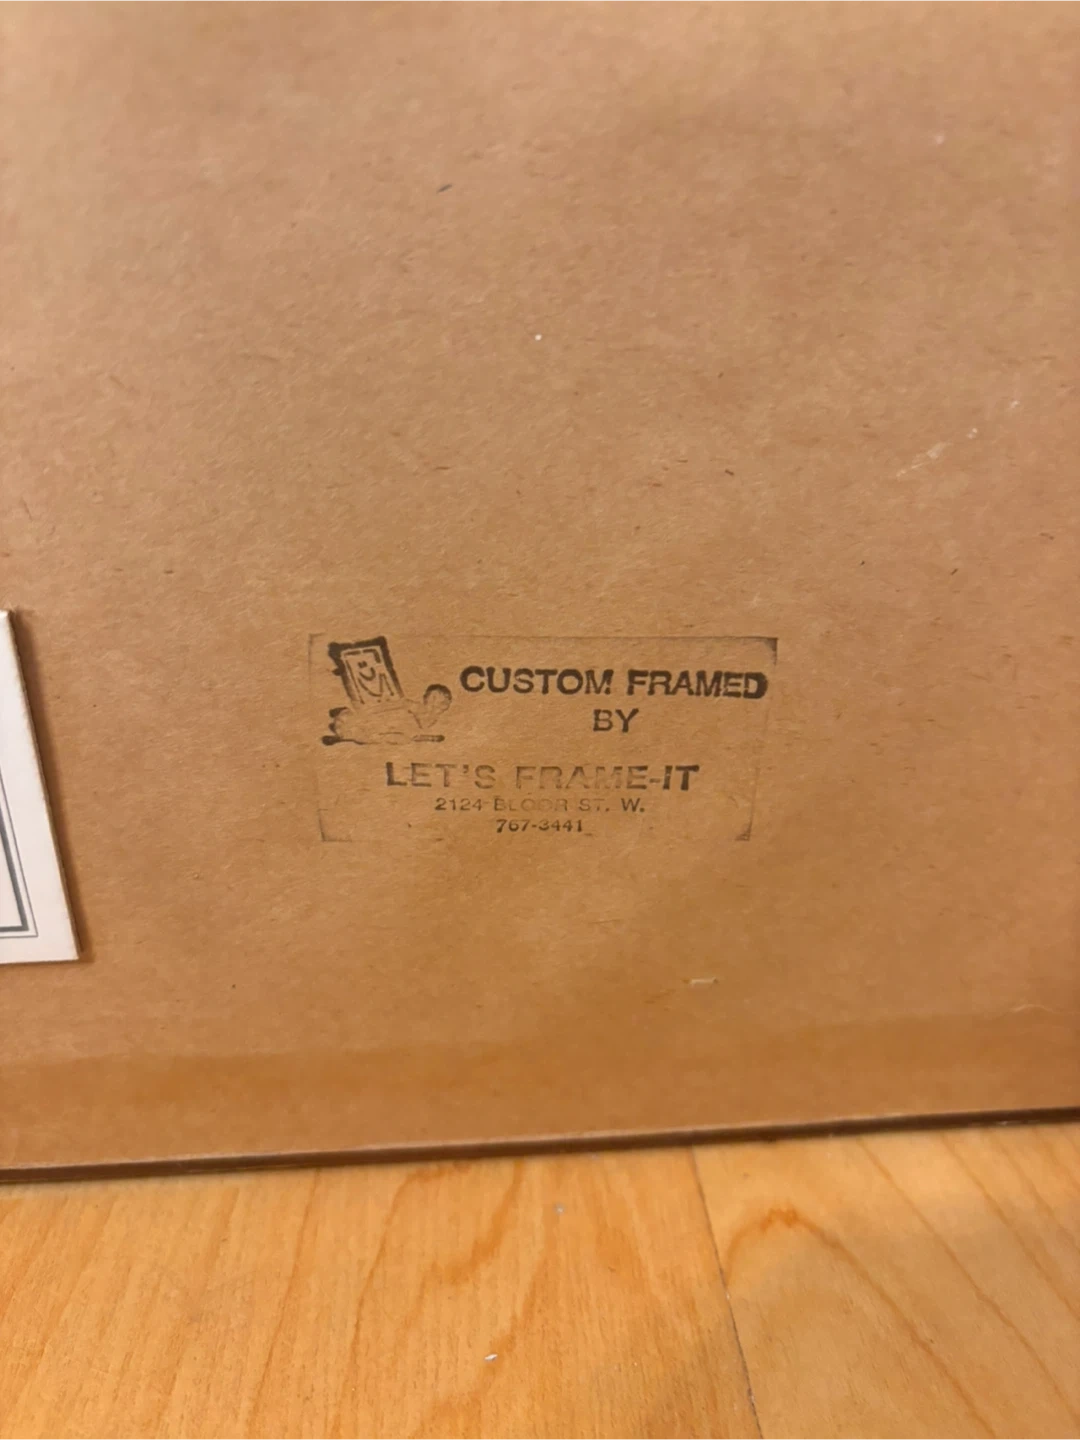 CUSTOM FRAMED
BY
LET'S FRAME-IT
2124 BLOOR ST. W.
767-3441